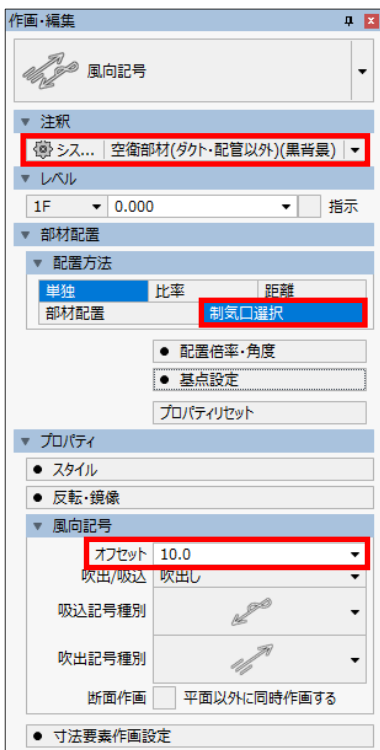 作画・編集
風向記号
注釈
シス... 空衛部材(ダクト・配管以外)(黒背景)
レベル
1F 0.000 指示
部材配置
配置方法
単独 比率 距離
部材配置 制気口選択
配置倍率・角度
基点設定
プロパティリセット
プロパティ
スタイル
反転・鏡像
風向記号
オフセット 10.0
吹出/吸込 吹出し
吸込記号種別
吹出記号種別
断面作画 平面以外に同時作画する
寸法要素作画設定